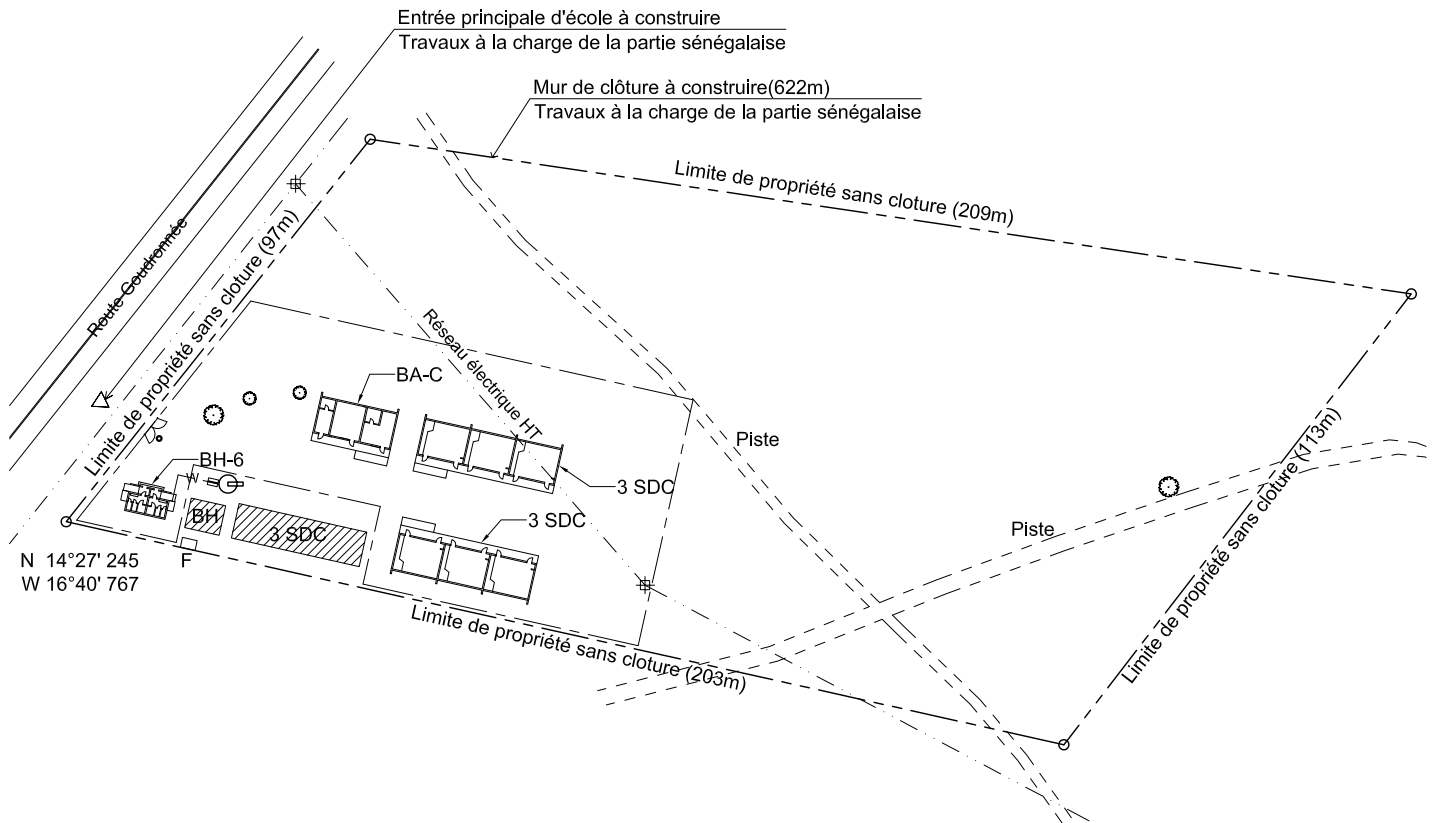 Entrée principale d'école à construire
Travaux à la charge de la partie sénégalaise
Mur de clôture à construire(622m)
Travaux à la charge de la partie sénégalaise
Limite de propriété sans cloture (209m)
Route Goudronnée
Limite de propriété sans cloture (97m)
Réseau électrique HT
BA-C
Piste
BH-6
W
3 SDC
BH
3 SDC
3 SDC
Piste
Limite de propriété sans cloture (113m)
F
N 14°27' 245
W 16°40' 767
Limite de propriété sans cloture (203m)